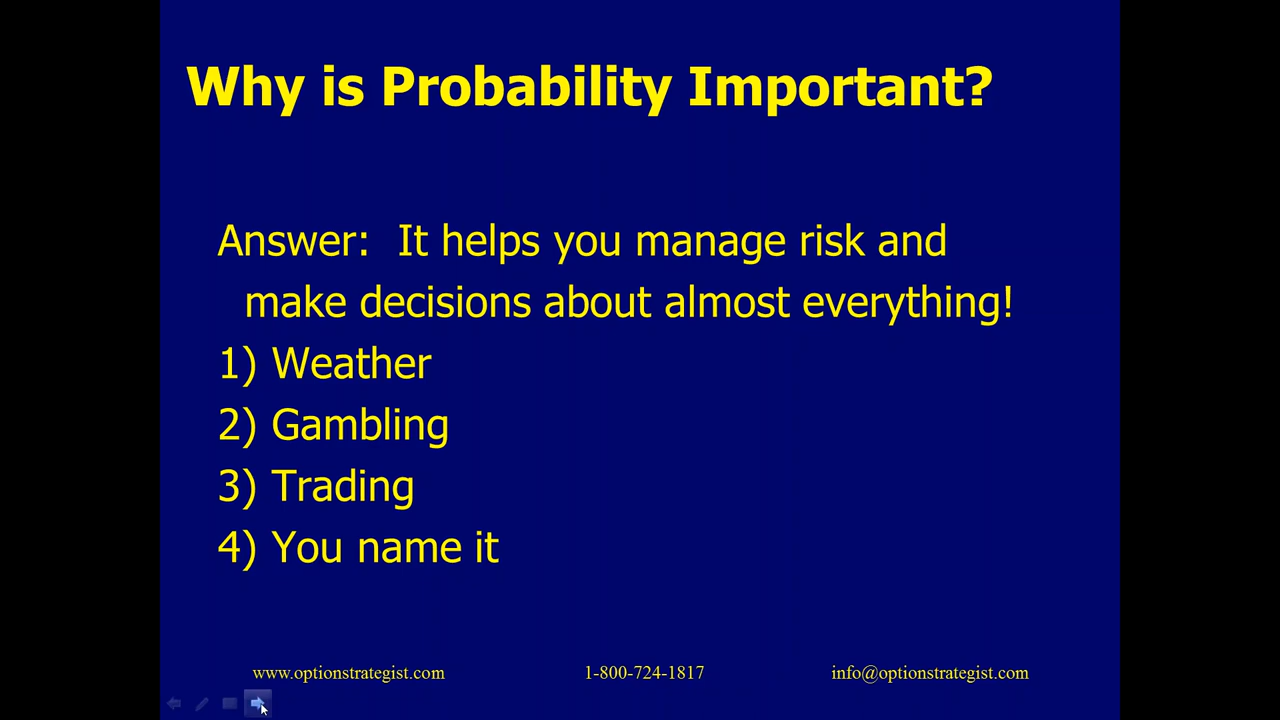 Why is Probability Important?
Answer:  It helps you manage risk and
make decisions about almost everything!
1) Weather
2) Gambling
3) Trading
4) You name it
www.optionstrategist.com 1-800-724-1817 info@optionstrategist.com